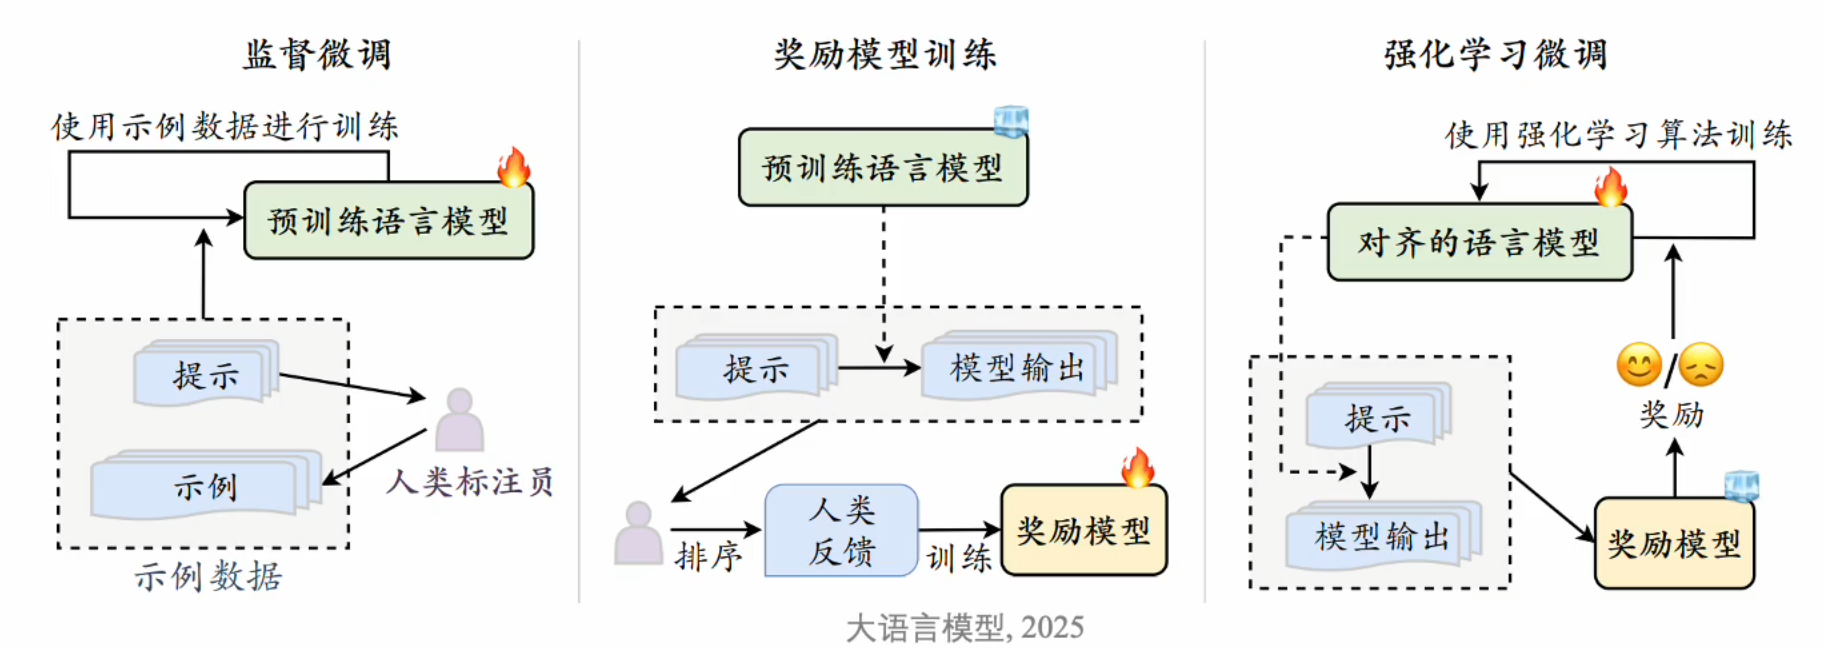 监督微调
使用示例数据进行训练
预训练语言模型
提示
示例
人类标注员
示例数据
奖励模型训练
预训练语言模型
提示
模型输出
排序
人类
反馈
训练
奖励模型
强化学习微调
使用强化学习算法训练
对齐的语言模型
提示
模型输出
/
奖励
奖励模型
大语言模型, 2025